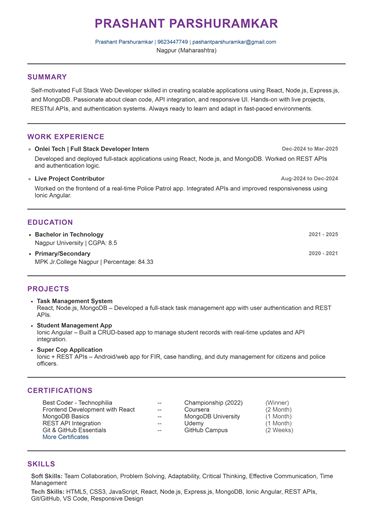 PRASHANT PARSHURAMKAR
Prashant Parshuramkar | 9623447749 | pashantparshuramkar@gmail.com
Nagpur (Maharashtra)
SUMMARY
Self-motivated Full Stack Web Developer skilled in creating scalable applications using React, Node.js, Express.js,
and MongoDB. Passionate about clean code, API integration, and responsive UI. Hands-on with live projects,
RESTful APIs, and authentication systems. Always ready to learn and adapt in fast-paced environments.
WORK EXPERIENCE
Onlei Tech | Full Stack Developer Intern Dec-2024 to Mar-2025
Developed and deployed full-stack applications using React, Node.js, and MongoDB. Worked on REST APIs
and authentication logic.
Live Project Contributor Aug-2024 to Dec-2024
Worked on the frontend of a real-time Police Patrol app. Integrated APIs and improved responsiveness using
Ionic Angular.
EDUCATION
• Bachelor in Technology 2021 - 2025
Nagpur University | CGPA: 8.5
• Primary/Secondary 2020 - 2021
MPK Jr.College Nagpur | Percentage: 84.33
PROJECTS
• Task Management System
React, Node.js, MongoDB – Developed a full-stack task management app with user authentication and REST
APIs.
• Student Management App
Ionic Angular – Built a CRUD-based app to manage student records with real-time updates and API
integration.
• Super Cop Application
Ionic + REST APIs – Android/web app for FIR, case handling, and duty management for citizens and police
officers.
CERTIFICATIONS
Best Coder - Technophilia -- Championship (2022) (Winner)
Frontend Development with React -- Coursera (2 Month)
MongoDB Basics -- MongoDB University (1 Month)
REST API Integration -- Udemy (1 Month)
Git & GitHub Essentials -- GitHub Campus (2 Weeks)
More Certificates
SKILLS
Soft Skills: Team Collaboration, Problem Solving, Adaptability, Critical Thinking, Effective Communication, Time
Management
Tech Skills: HTML5, CSS3, JavaScript, React, Node.js, Express.js, MongoDB, Ionic Angular, REST APIs,
Git/GitHub, VS Code, Responsive Design